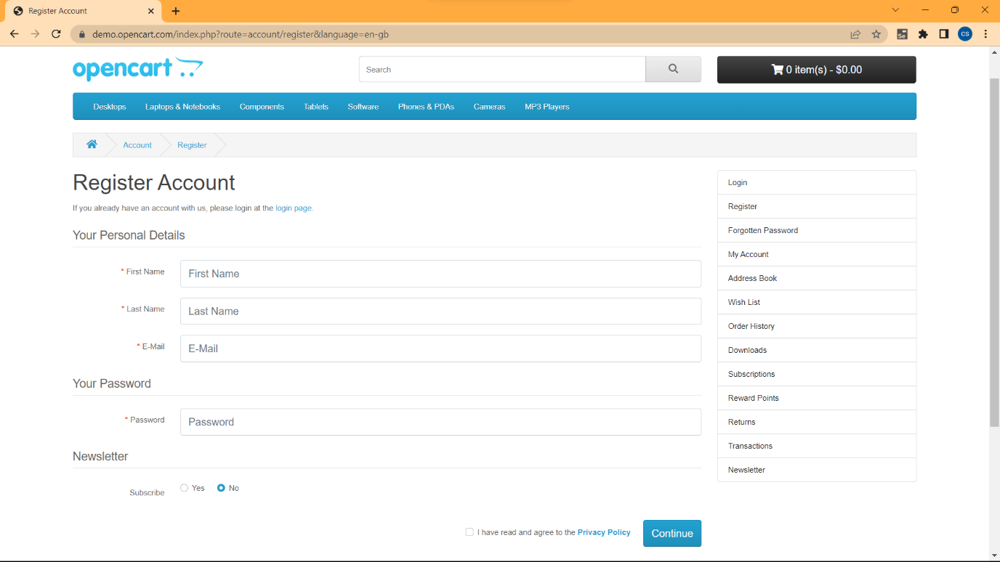 Register Account
demo.opencart.com/index.php?route=account/register&language=en-gb
Se
CS
opencart
Search
0 item(s) - $0.00
Desktops Laptops & Notebooks Components Tablets Software Phones & PDAs Cameras MP3 Players
Account Register
Register Account
If you already have an account with us, please login at the login page.
Your Personal Details
* First Name First Name
* Last Name Last Name
* E-Mail E-Mail
Your Password
* Password Password
Newsletter
Subscribe Yes No
I have read and agree to the Privacy Policy Continue
Login
Register
Forgotten Password
My Account
Address Book
Wish List
Order History
Downloads
Subscriptions
Reward Points
Returns
Transactions
Newsletter